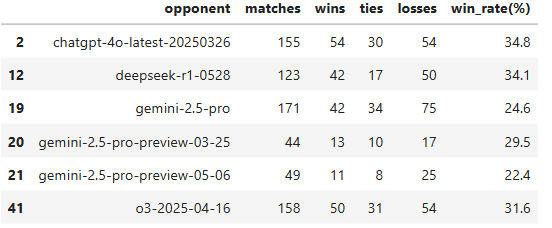 opponent matches wins ties losses win_rate(%)
2 chatgpt-4o-latest-20250326 155 54 30 54 34.8
12 deepseek-r1-0528 123 42 17 50 34.1
19 gemini-2.5-pro 171 42 34 75 24.6
20 gemini-2.5-pro-preview-03-25 44 13 10 17 29.5
21 gemini-2.5-pro-preview-05-06 49 11 8 25 22.4
41 o3-2025-04-16 158 50 31 54 31.6